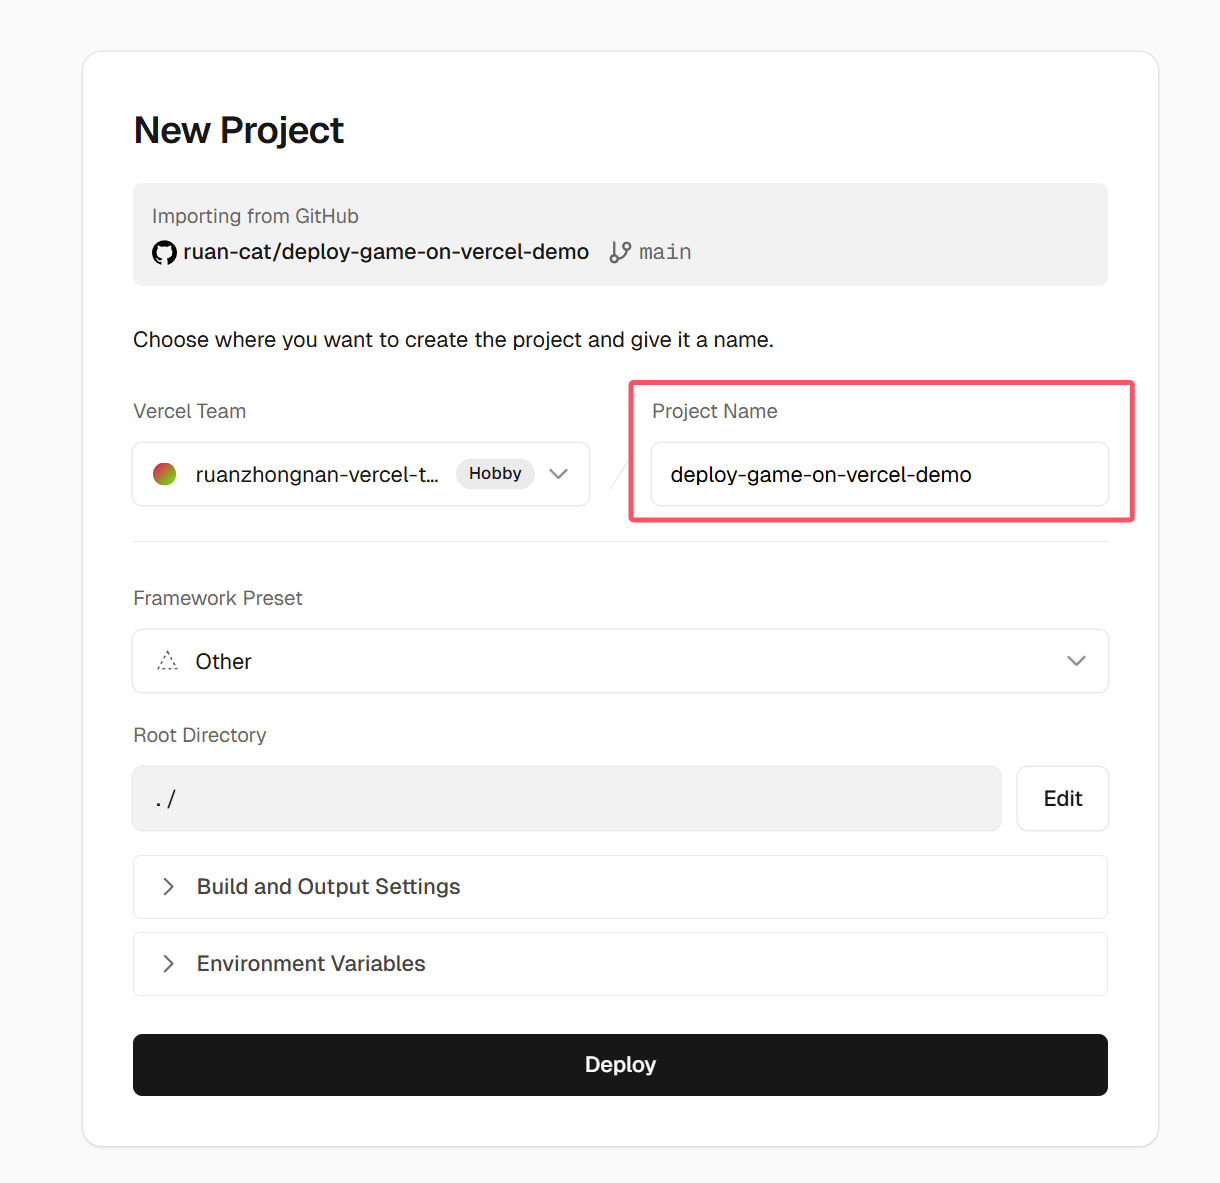 New Project
Importing from GitHub
ruan-cat/deploy-game-on-vercel-demo main
Choose where you want to create the project and give it a name.
Vercel Team
ruanzhongnan-vercel-t... Hobby
Project Name
deploy-game-on-vercel-demo
Framework Preset
Other
Root Directory
./
Edit
Build and Output Settings
Environment Variables
Deploy